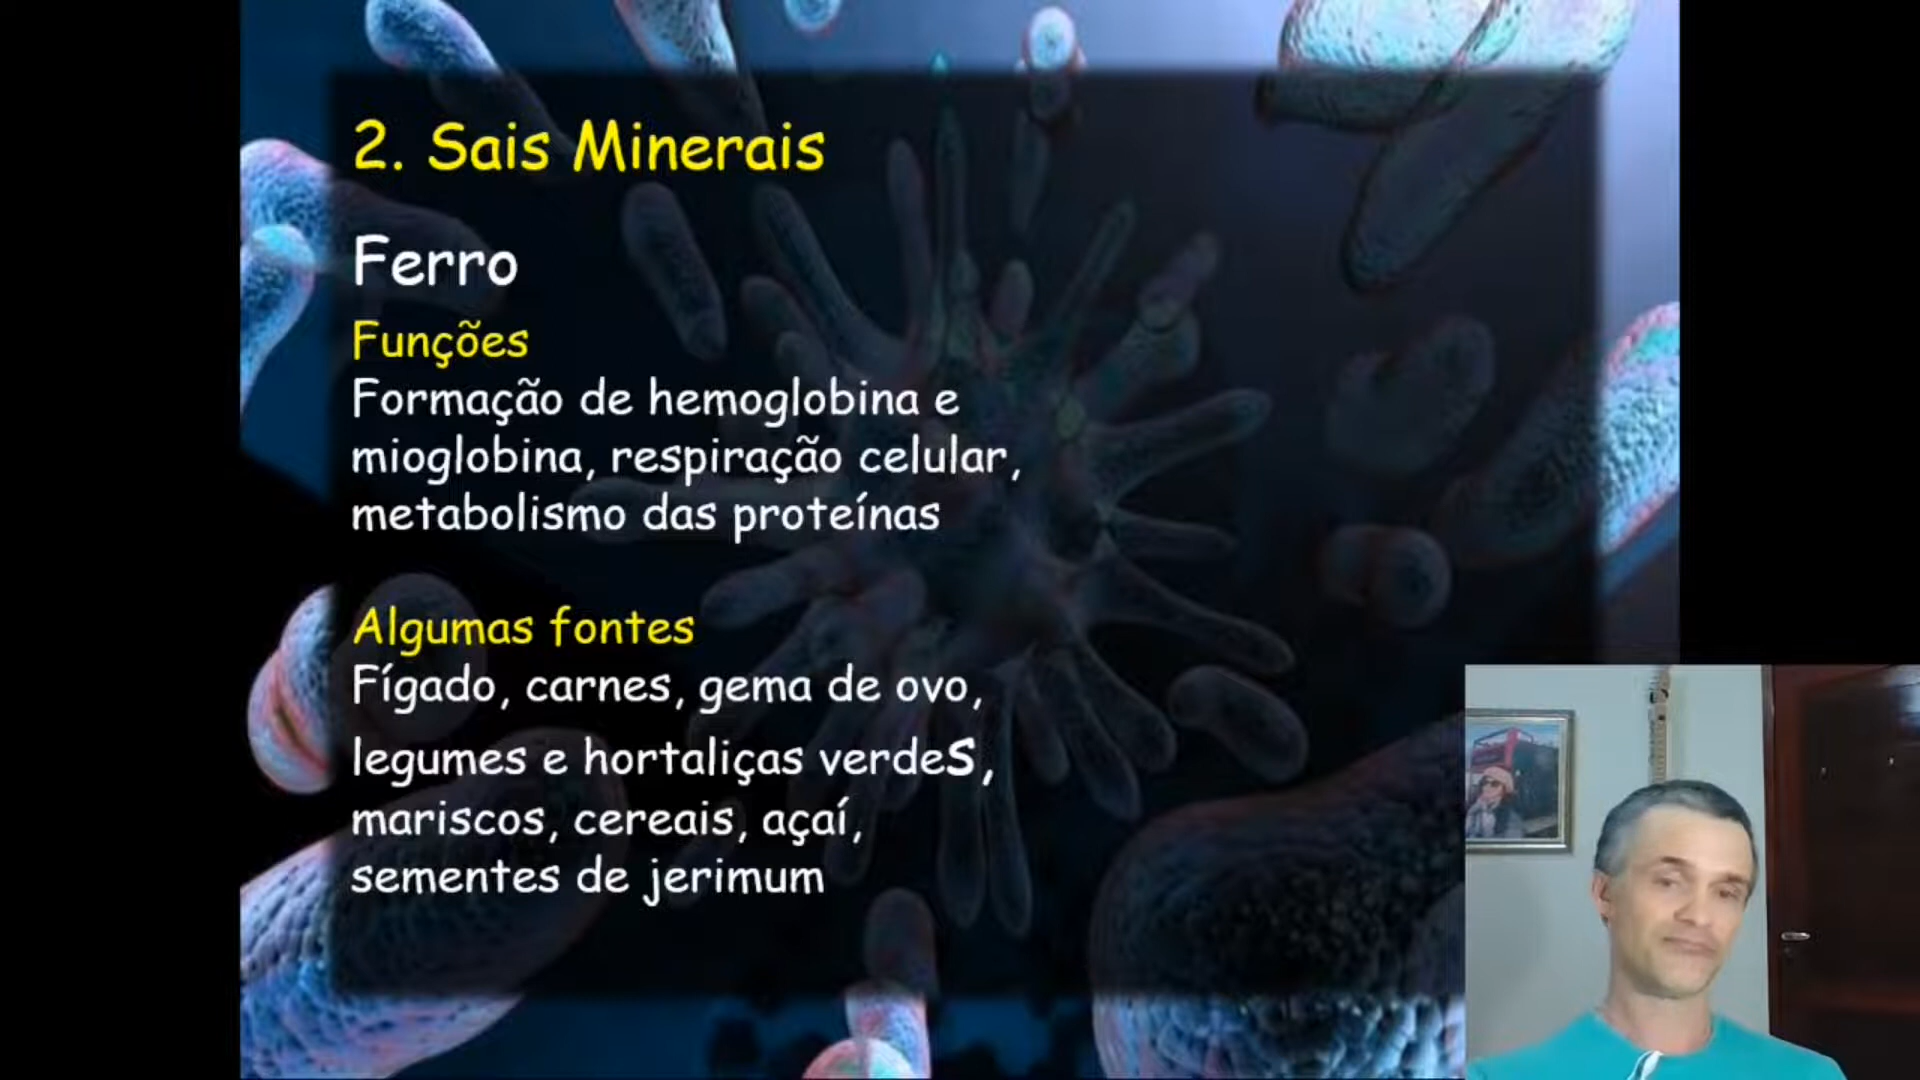 2. Sais Minerais
Ferro
Funções
Formação de hemoglobina e
mioglobina, respiração celular,
metabolismo das proteínas
Algumas fontes
Fígado, carnes, gema de ovo,
legumes e hortaliças verdes,
mariscos, cereais, açaí,
sementes de jerimum